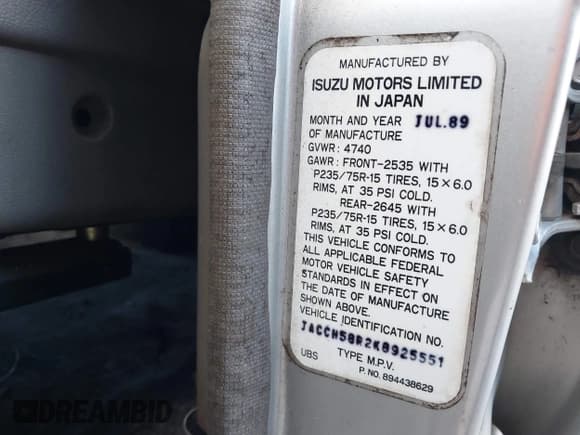 MANUFACTURED BY
ISUZU MOTORS LIMITED
IN JAPAN
MONTH AND YEAR JUL.89
OF MANUFACTURE
GVWR: 4740
GAWR: FRONT-2535 WITH
P235/75R-15 TIRES, 15×6.0
RIMS, AT 35 PSI COLD.
REAR-2645 WITH
P235/75R-15 TIRES, 15×6.0
RIMS, AT 35 PSI COLD.
THIS VEHICLE CONFORMS TO
ALL APPLICABLE FEDERAL
MOTOR VEHICLE SAFETY
STANDARDS IN EFFECT ON
THE DATE OF MANUFACTURE
SHOWN ABOVE.
VEHICLE IDENTIFICATION NO.
JACCH58R2K8925551
UBS TYPE M.P.V.
P. NO. 894438629
DREAMBID